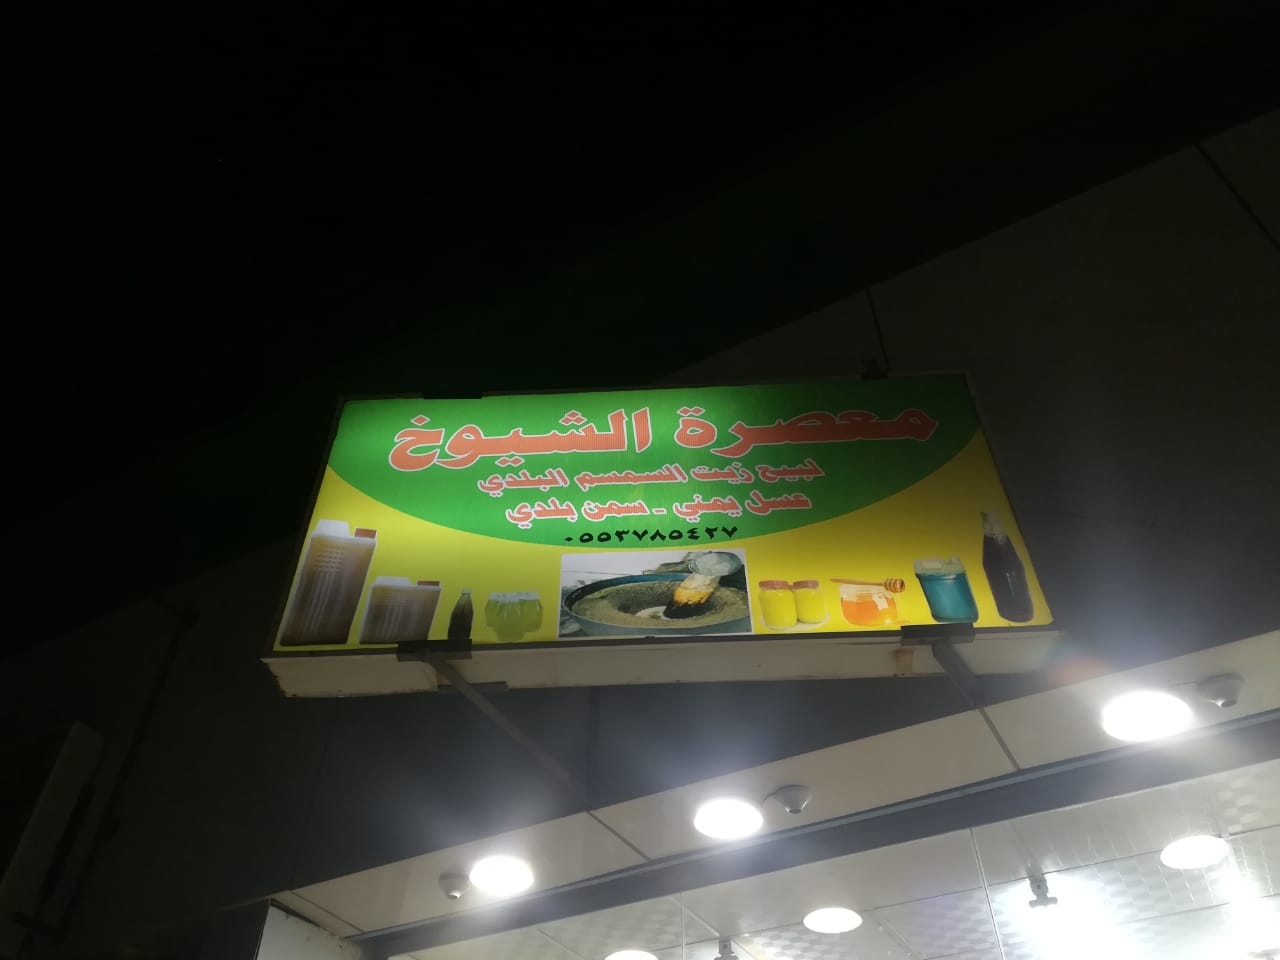 معصرة الشيوخ
لبيع زيت السمسم البلدي
عسل يمني - سمن بلدي
٠٥٥٣٧٨٥٤٢٧